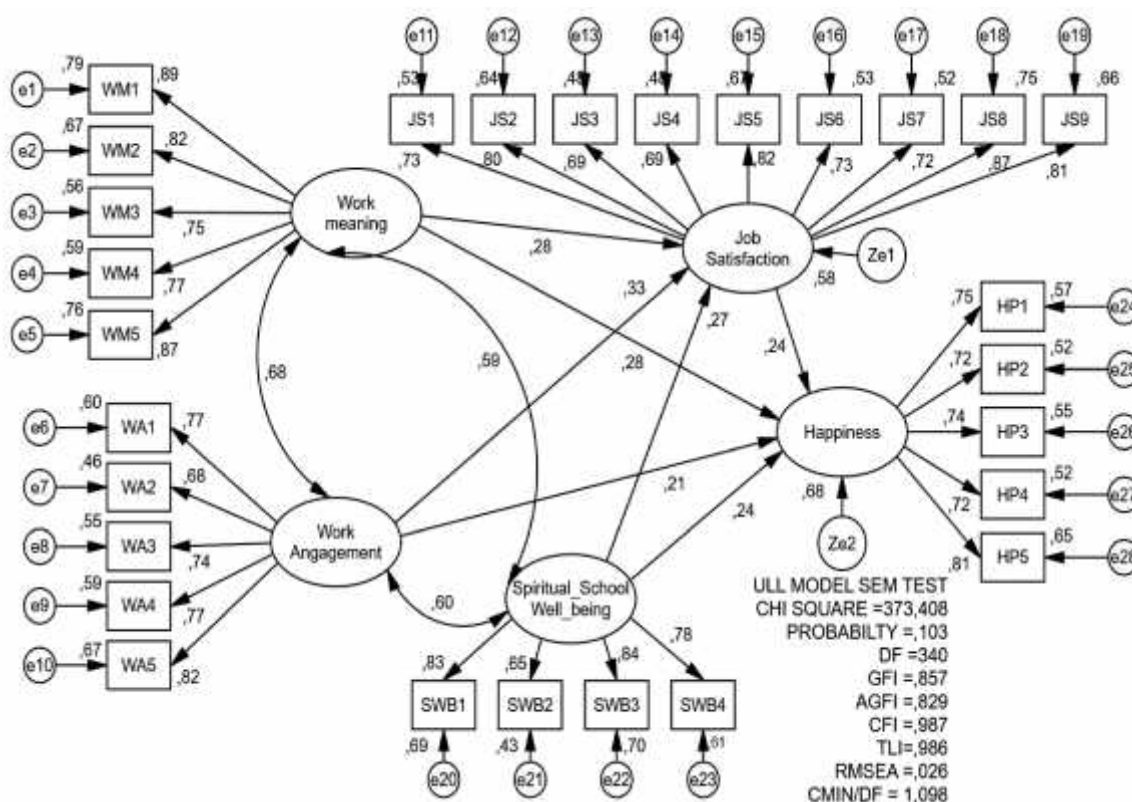 e11 e12 e13 e14 e15 e16 e17 e18 e19
,53 ,64 ,48 ,48 ,67 ,53 ,52 ,75 ,66
JS1 JS2 JS3 JS4 JS5 JS6 JS7 JS8 JS9
,73 ,80 ,69 ,69 ,82 ,73 ,72 ,87 ,81
e1 ,79 WM1 ,89
e2 ,67 WM2 ,82
e3 ,56 WM3 ,75
e4 ,59 WM4 ,77
e5 ,76 WM5 ,87
Work
meaning
Job
Satisfaction
,58
Ze1
,28
,33
,27
,28
,59
,68
,24
e6 ,60 WA1 ,77
e7 ,46 WA2 ,68
e8 ,55 WA3 ,74
e9 ,59 WA4 ,77
e10 ,67 WA5 ,82
Work
Angagement
,21
,24
,60
Happiness
,68
Ze2
,75 HP1 ,57 e24
,72 HP2 ,52 e25
,74 HP3 ,55 e26
,72 HP4 ,52 e27
,81 HP5 ,65 e28
Spiritual_School
Well_being
,83 ,65 ,84 ,78
SWB1 SWB2 SWB3 SWB4
,69 ,43 ,70 ,61
e20 e21 e22 e23
ULL MODEL SEM TEST
CHI SQUARE =373,408
PROBABILTY =,103
DF =340
GFI =,857
AGFI =,829
CFI =,987
TLI=,986
RMSEA =,026
CMIN/DF = 1,098